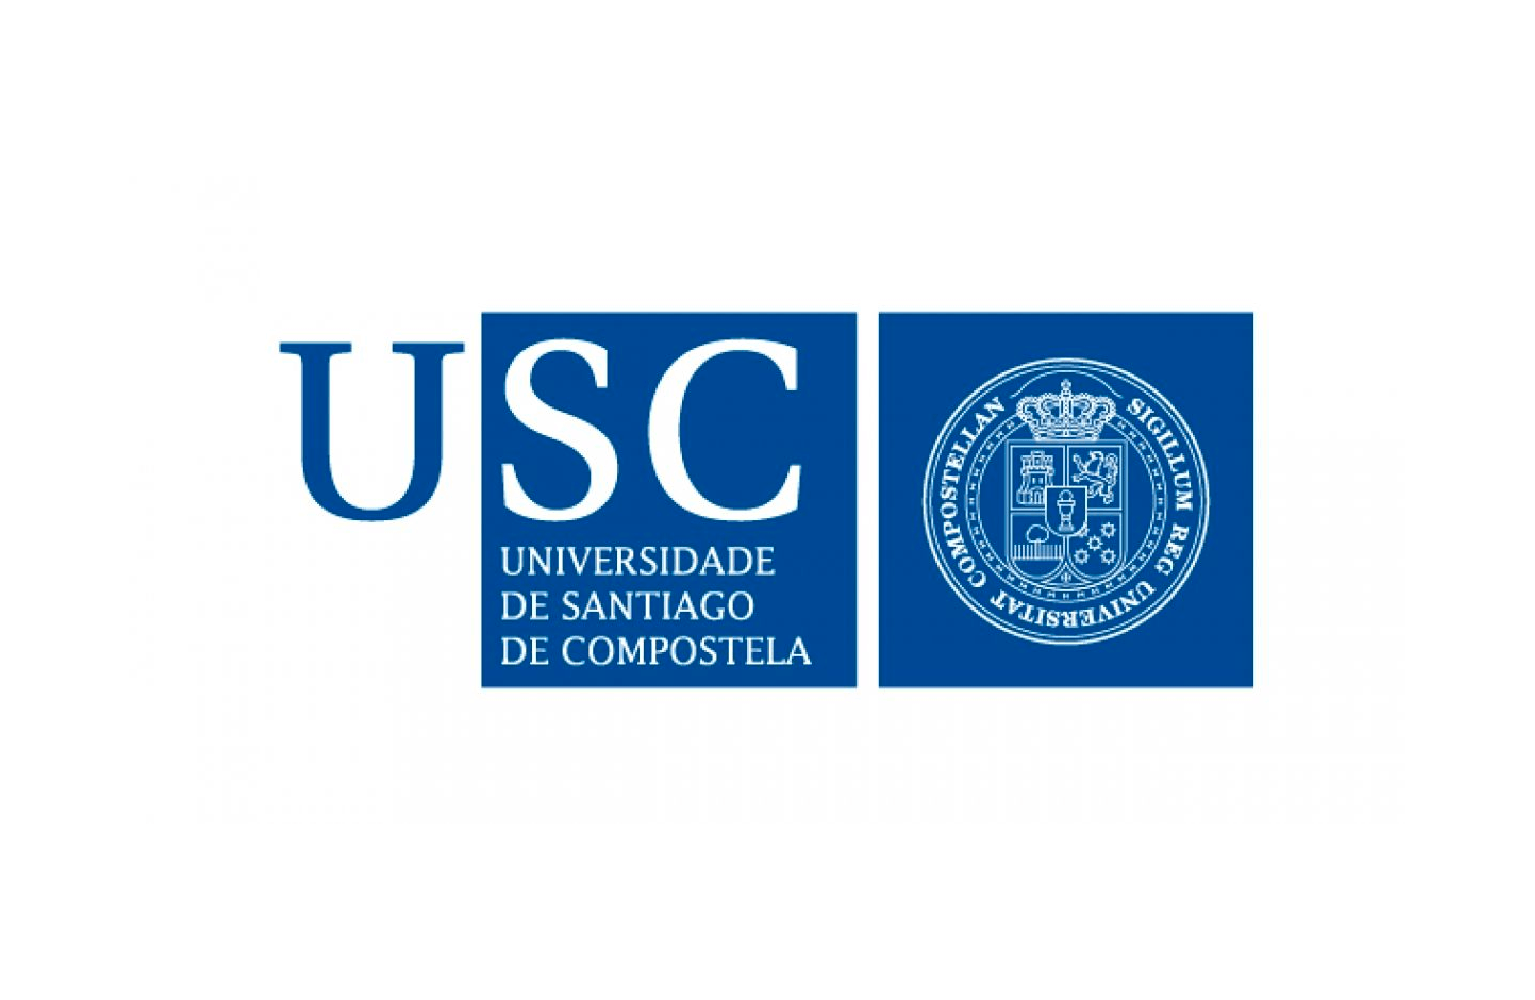 USC
UNIVERSIDADE
DE SANTIAGO
DE COMPOSTELA
SIGILLUM REG UNIVERSITAT COMPOSTELLAN